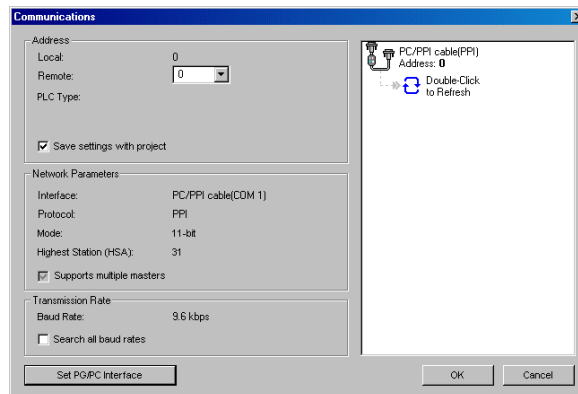 Communications
Address
Local: 0
Remote: 0
PLC Type:
Save settings with project
Network Parameters
Interface: PC/PPI cable(COM 1)
Protocol: PPI
Mode: 11-bit
Highest Station (HSA): 31
Supports multiple masters
Transmission Rate
Baud Rate: 9.6 kbps
Search all baud rates
Set PG/PC Interface
PC/PPI cable(PPI)
Address: 0
Double-Click
to Refresh
OK
Cancel